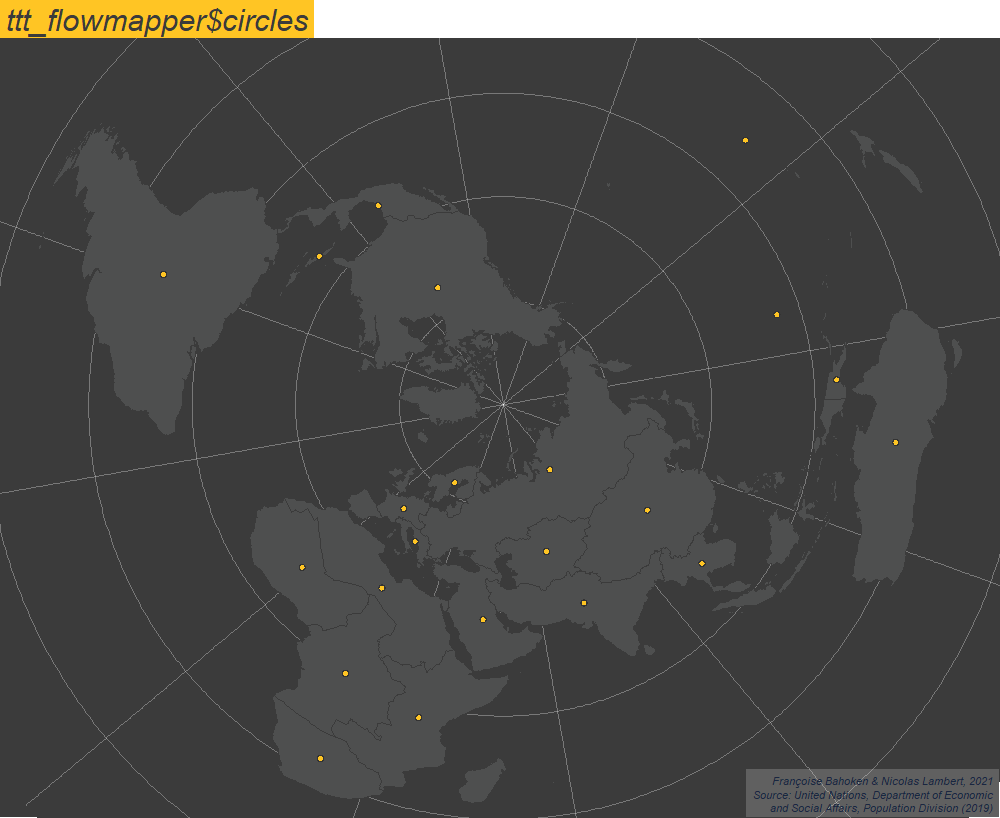 ttt_flowmapper$circles
Françoise Bahoken & Nicolas Lambert, 2021
Source: United Nations, Department of Economic
and Social Affairs, Population Division (2019)